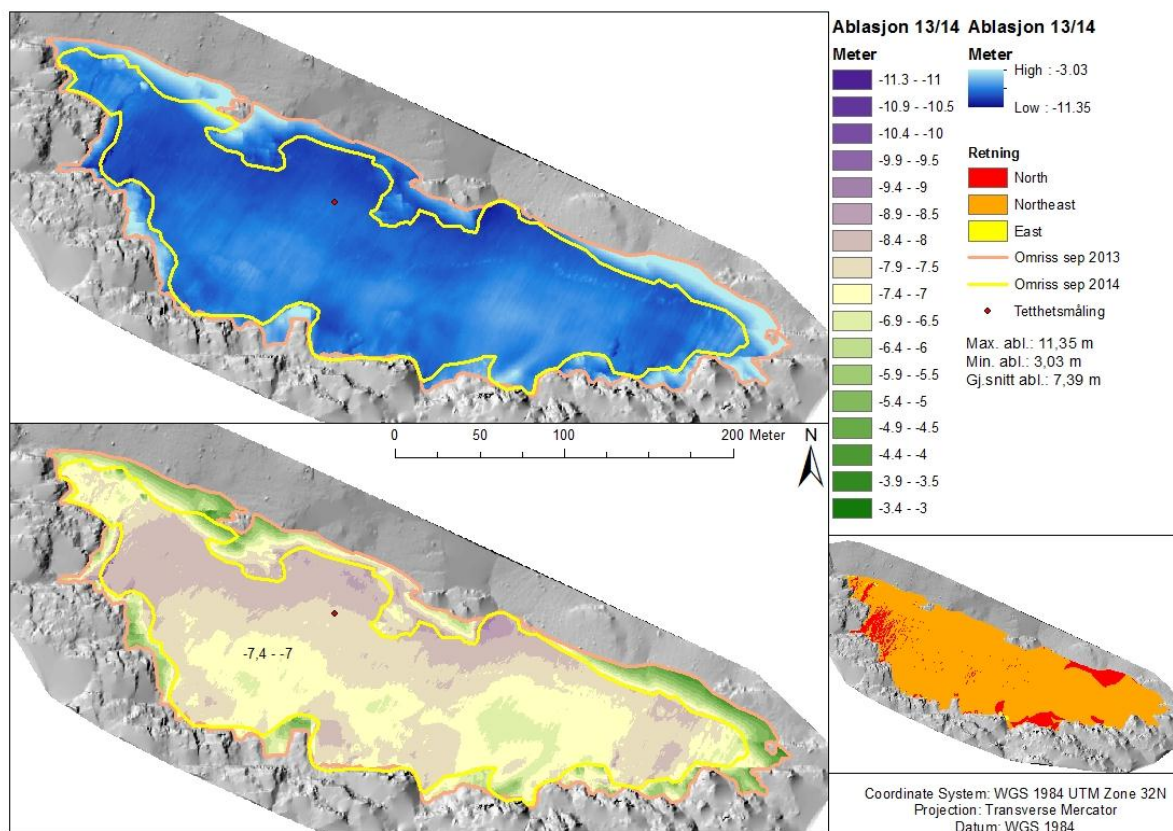 Ablasjon 13/14
Meter
-11.3 - -11
-10.9 - -10.5
-10.4 - -10
-9.9 - -9.5
-9.4 - -9
-8.9 - -8.5
-8.4 - -8
-7.9 - -7.5
-7.4 - -7
-6.9 - -6.5
-6.4 - -6
-5.9 - -5.5
-5.4 - -5
-4.9 - -4.5
-4.4 - -4
-3.9 - -3.5
-3.4 - -3
Ablasjon 13/14
Meter
High : -3.03
Low : -11.35
Retning
North
Northeast
East
Omriss sep 2013
Omriss sep 2014
Tetthetsmåling
Max. abl.: 11,35 m
Min. abl.: 3,03 m
Gj.snitt abl.: 7,39 m
0 50 100 200 Meter
N
-7,4 - -7
Coordinate System: WGS 1984 UTM Zone 32N
Projection: Transverse Mercator
Datum: WGS 1984